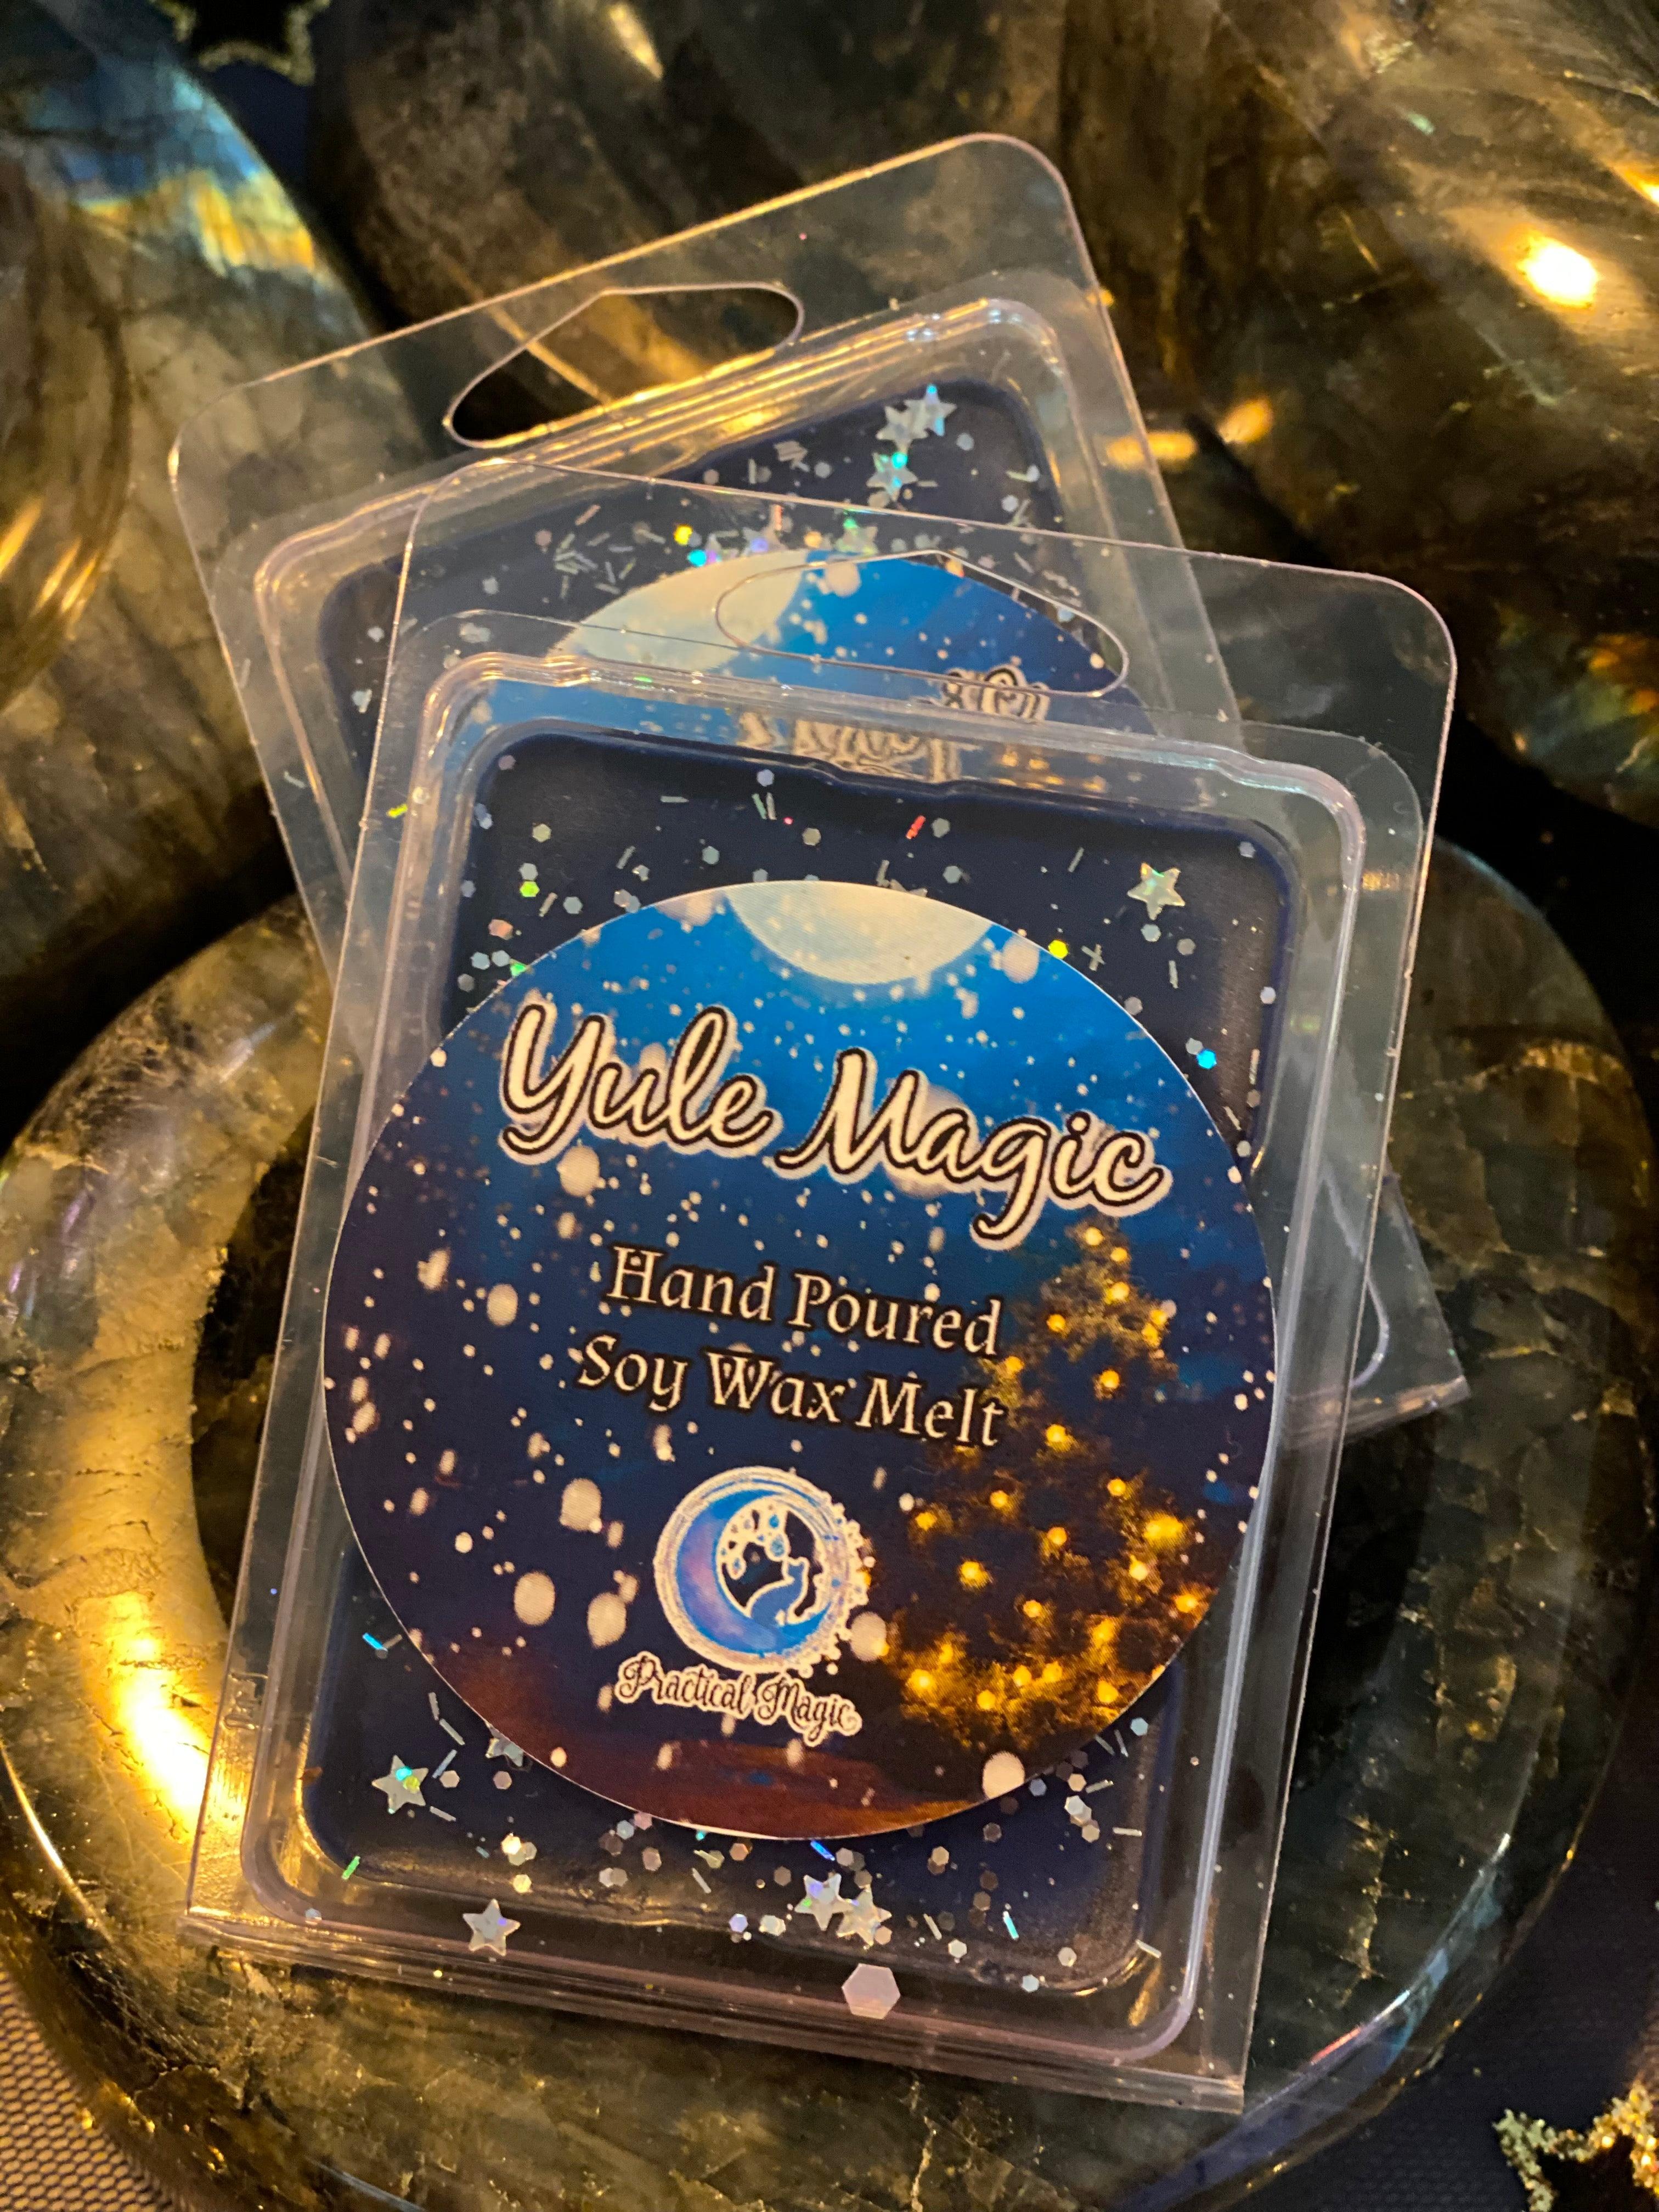 Yule Magic
Hand Poured
Soy Wax Melt
Practical Magic